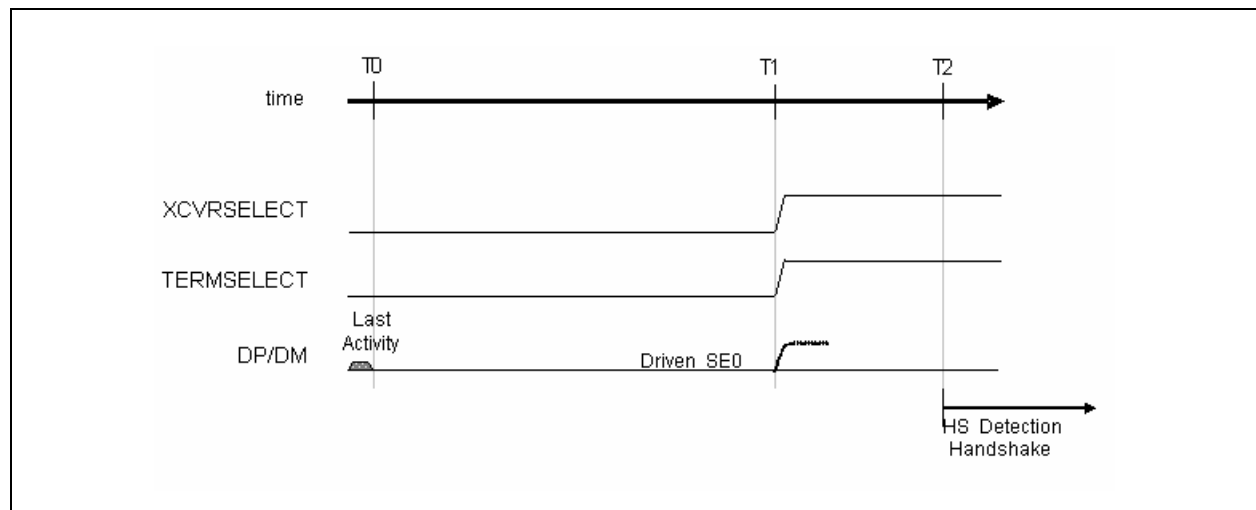 T0
T1
T2
time
XCVRSELECT
TERMSELECT
Last
Activity
DP/DM
Driven SE0
HS Detection
Handshake